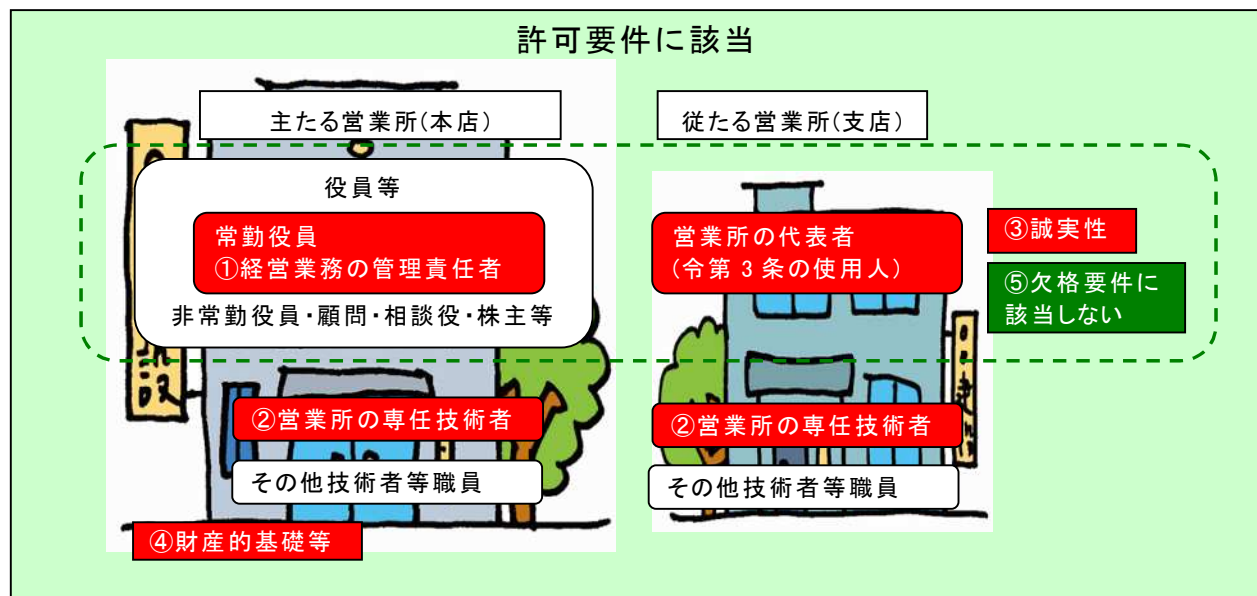 許可要件に該当
主たる営業所(本店)
従たる営業所(支店)
役員等
常勤役員
①経営業務の管理責任者
非常勤役員・顧問・相談役・株主等
営業所の代表者
(令第3条の使用人)
③誠実性
⑤欠格要件に
該当しない
②営業所の専任技術者
その他技術者等職員
②営業所の専任技術者
その他技術者等職員
④財産的基礎等